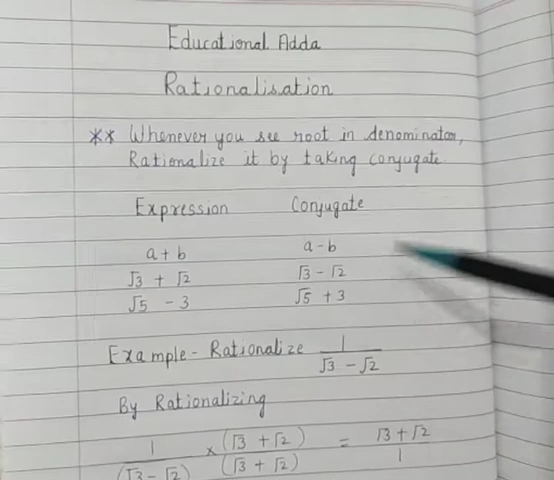 Educational Adda
Rationalisation
** Whenever you see root in denominator,
Rationalize it by taking conjugate.
Expression Conjugate
a + b a - b
√3 + √2 √3 - √2
√5 - 3 √5 + 3
Example - Rationalize 1/(√3 - √2)
By Rationalizing
1/(√3 - √2) × (√3 + √2)/(√3 + √2) = (√3 + √2)/1